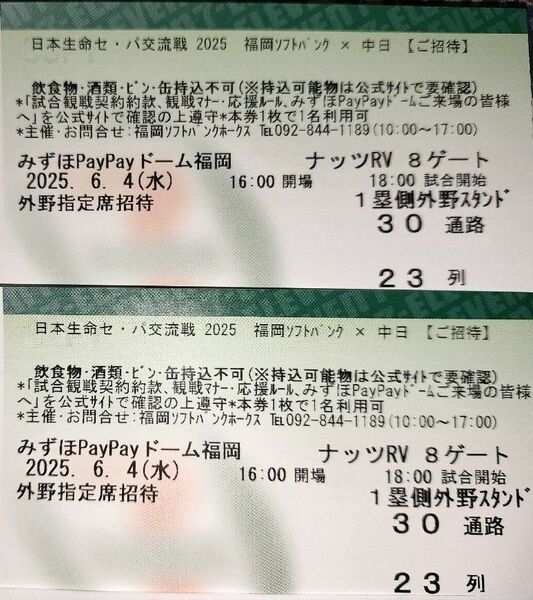 日本生命セ・パ交流戦 2025 福岡ソフトバンク × 中日 【ご招待】
飲食物・酒類・ビン・缶持込不可(※持込可能物は公式サイトで要確認)
*「試合観戦契約約款、観戦マナー・応援ルール、みずほPayPayドームご来場の皆様
へ」を公式サイトで確認の上遵守*本券1枚で1名利用可
*主催・お問合せ:福岡ソフトバンクホークス ℡092-844-1189(10:00~17:00)
みずほPayPayドーム福岡 ナッツRV 8ゲート
2025. 6. 4(水) 16:00 開場 18:00 試合開始
外野指定席招待 1塁側外野スタンド
30 通路
23 列
日本生命セ・パ交流戦 2025 福岡ソフトバンク × 中日 【ご招待】
飲食物・酒類・ビン・缶持込不可(※持込可能物は公式サイトで要確認)
*「試合観戦契約約款、観戦マナー・応援ルール、みずほPayPayドームご来場の皆様
へ」を公式サイトで確認の上遵守*本券1枚で1名利用可
*主催・お問合せ:福岡ソフトバンクホークス ℡092-844-1189(10:00~17:00)
みずほPayPayドーム福岡 ナッツRV 8ゲート
2025. 6. 4(水) 16:00 開場 18:00 試合開始
外野指定席招待 1塁側外野スタンド
30 通路
23 列